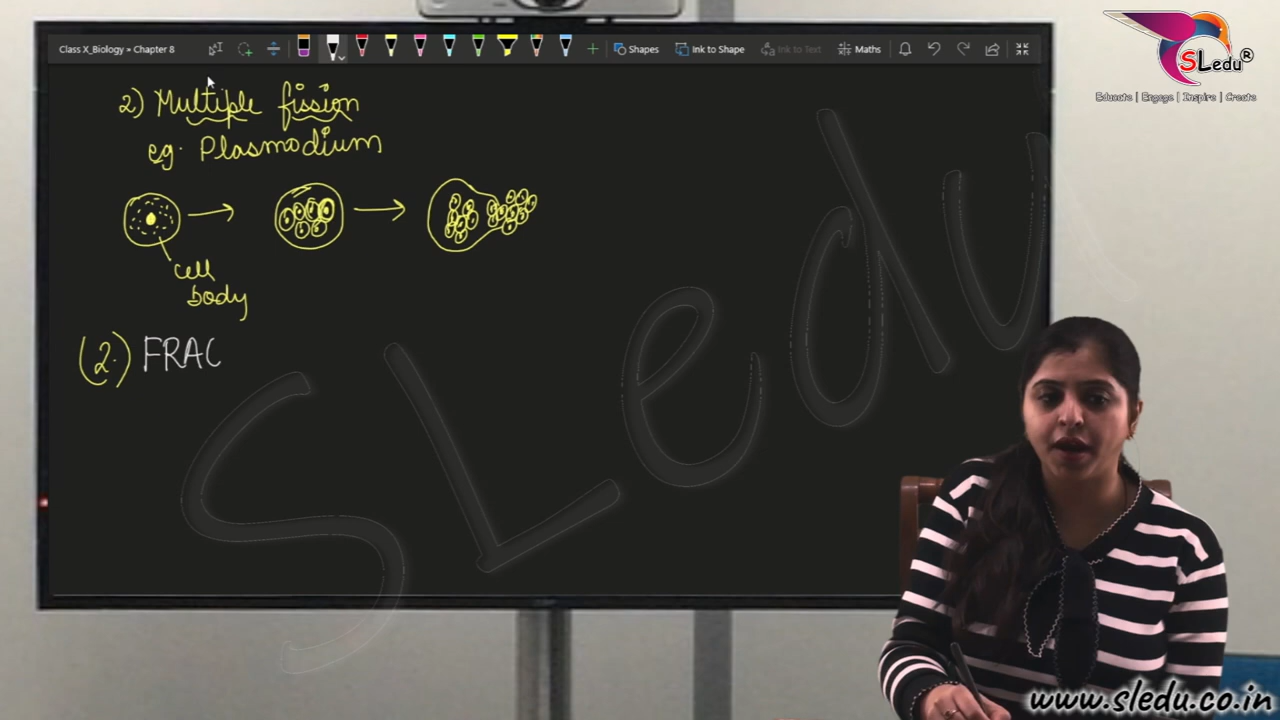 Class X_Biology » Chapter 8
Shapes
Ink to Shape
Ink to Text
Maths
SLedu®
Educate | Engage | Inspire | Create
2) Multiple fission
eg. Plasmodium
cell
body
(2.) FRAC
SLedu
www.sledu.co.in